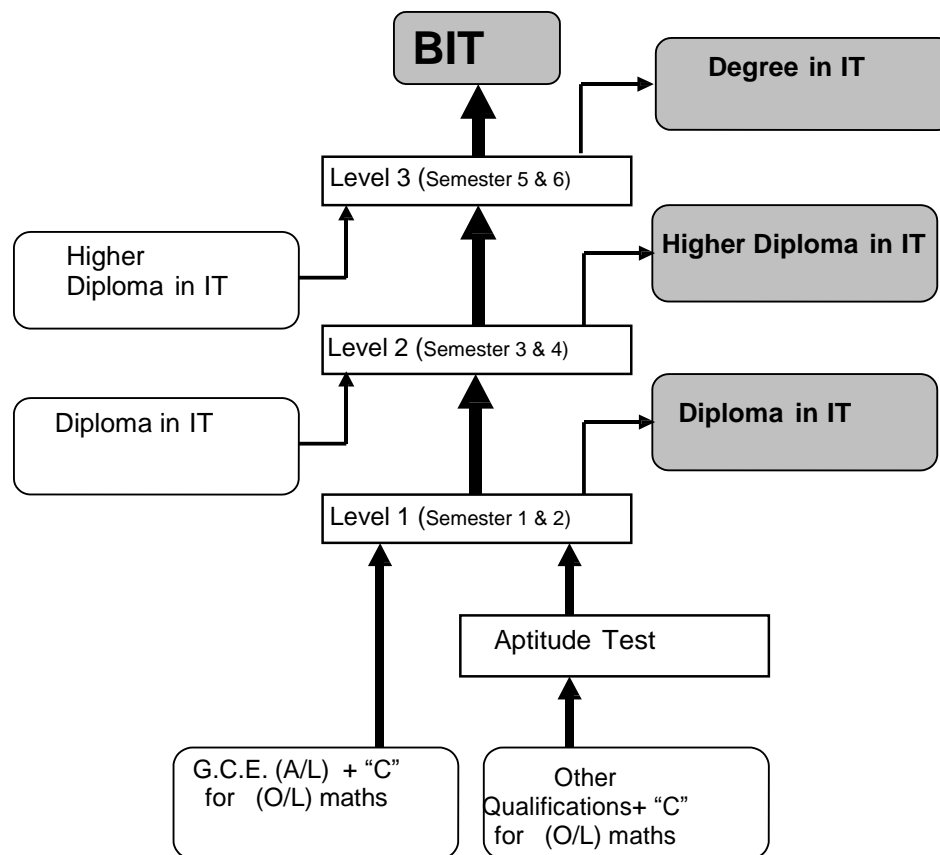 BIT
Degree in IT
Level 3 (Semester 5 & 6)
Higher
Diploma in IT
Higher Diploma in IT
Level 2 (Semester 3 & 4)
Diploma in IT
Diploma in IT
Level 1 (Semester 1 & 2)
Aptitude Test
G.C.E. (A/L) + “C”
for (O/L) maths
Other
Qualifications+ “C”
for (O/L) maths